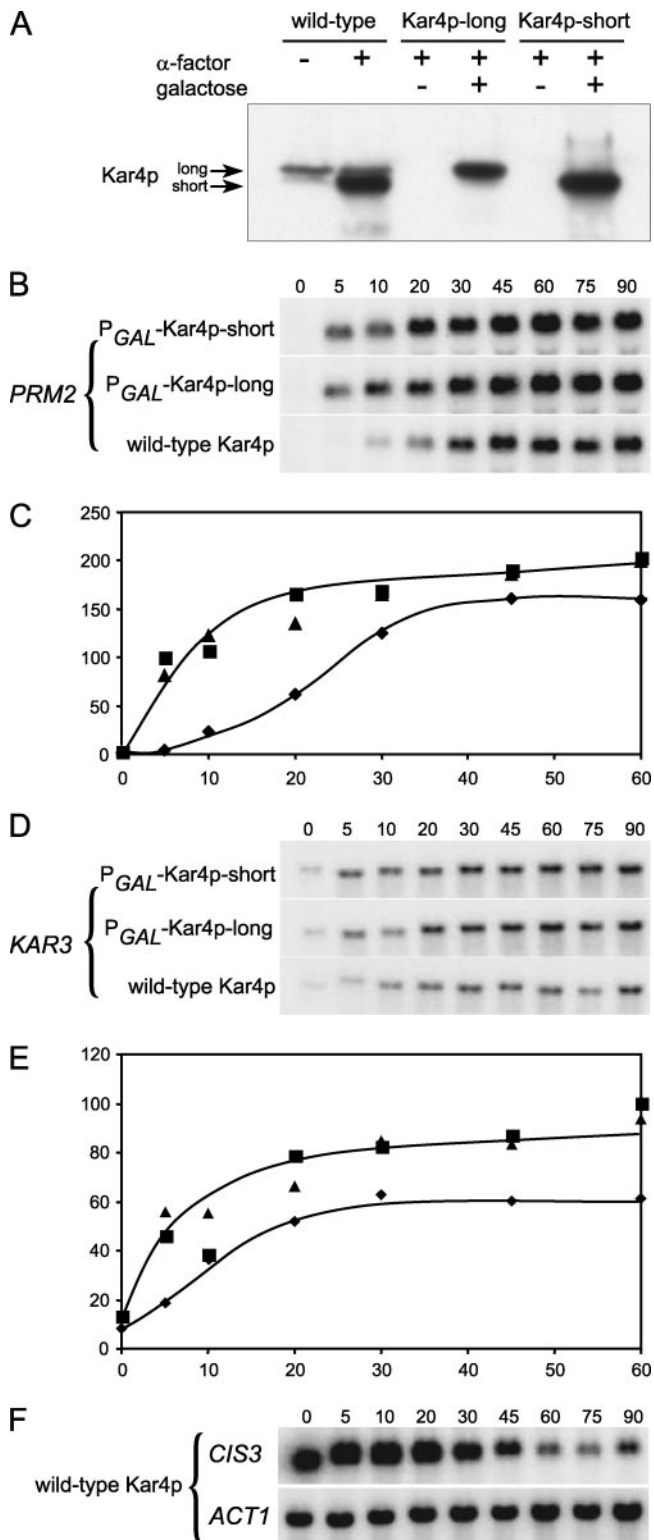 A
wild-type Kar4p-long Kar4p-short
α-factor - + + + + +
galactose - + - +
Kar4p long
short
B
0 5 10 20 30 45 60 75 90
PRM2
PGAL-Kar4p-short
PGAL-Kar4p-long
wild-type Kar4p
C
250
200
150
100
50
0
0 10 20 30 40 50 60
D
0 5 10 20 30 45 60 75 90
KAR3
PGAL-Kar4p-short
PGAL-Kar4p-long
wild-type Kar4p
E
120
100
80
60
40
20
0
0 10 20 30 40 50 60
F
0 5 10 20 30 45 60 75 90
wild-type Kar4p
CIS3
ACT1